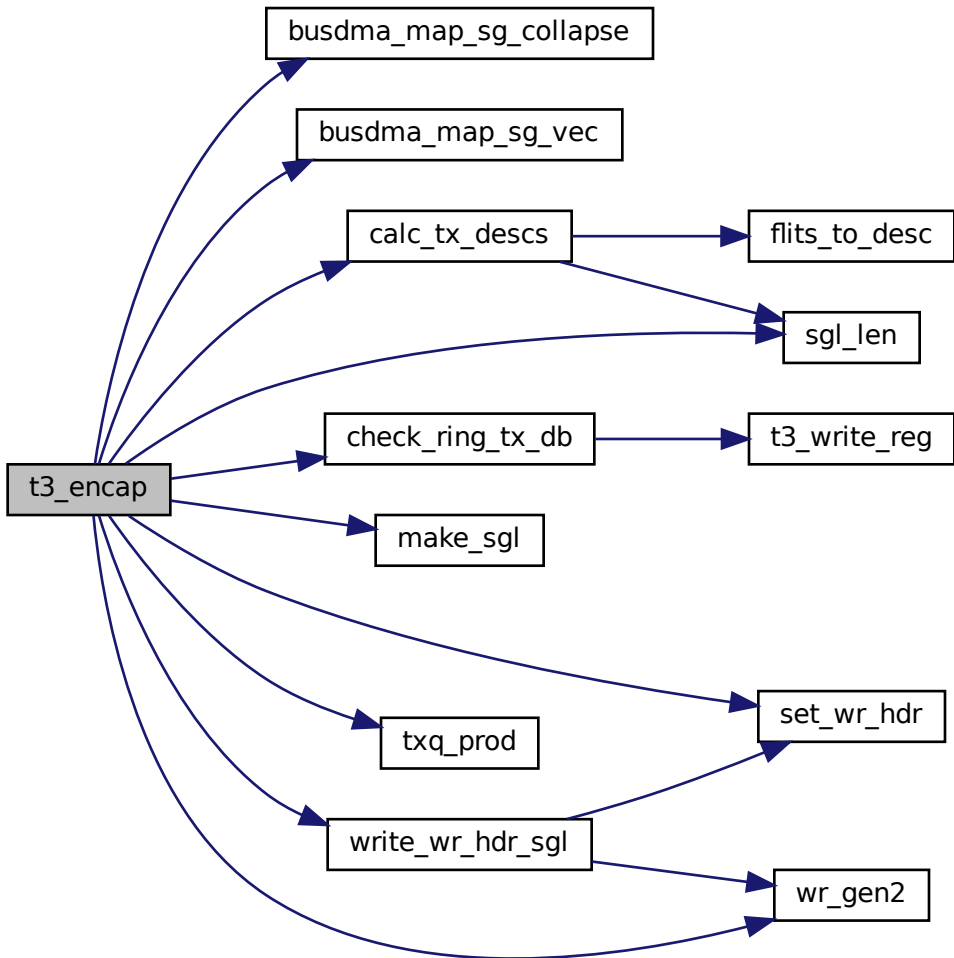 busdma_map_sg_collapse
busdma_map_sg_vec
calc_tx_descs
flits_to_desc
sgl_len
check_ring_tx_db
t3_write_reg
t3_encap
make_sgl
set_wr_hdr
txq_prod
write_wr_hdr_sgl
wr_gen2